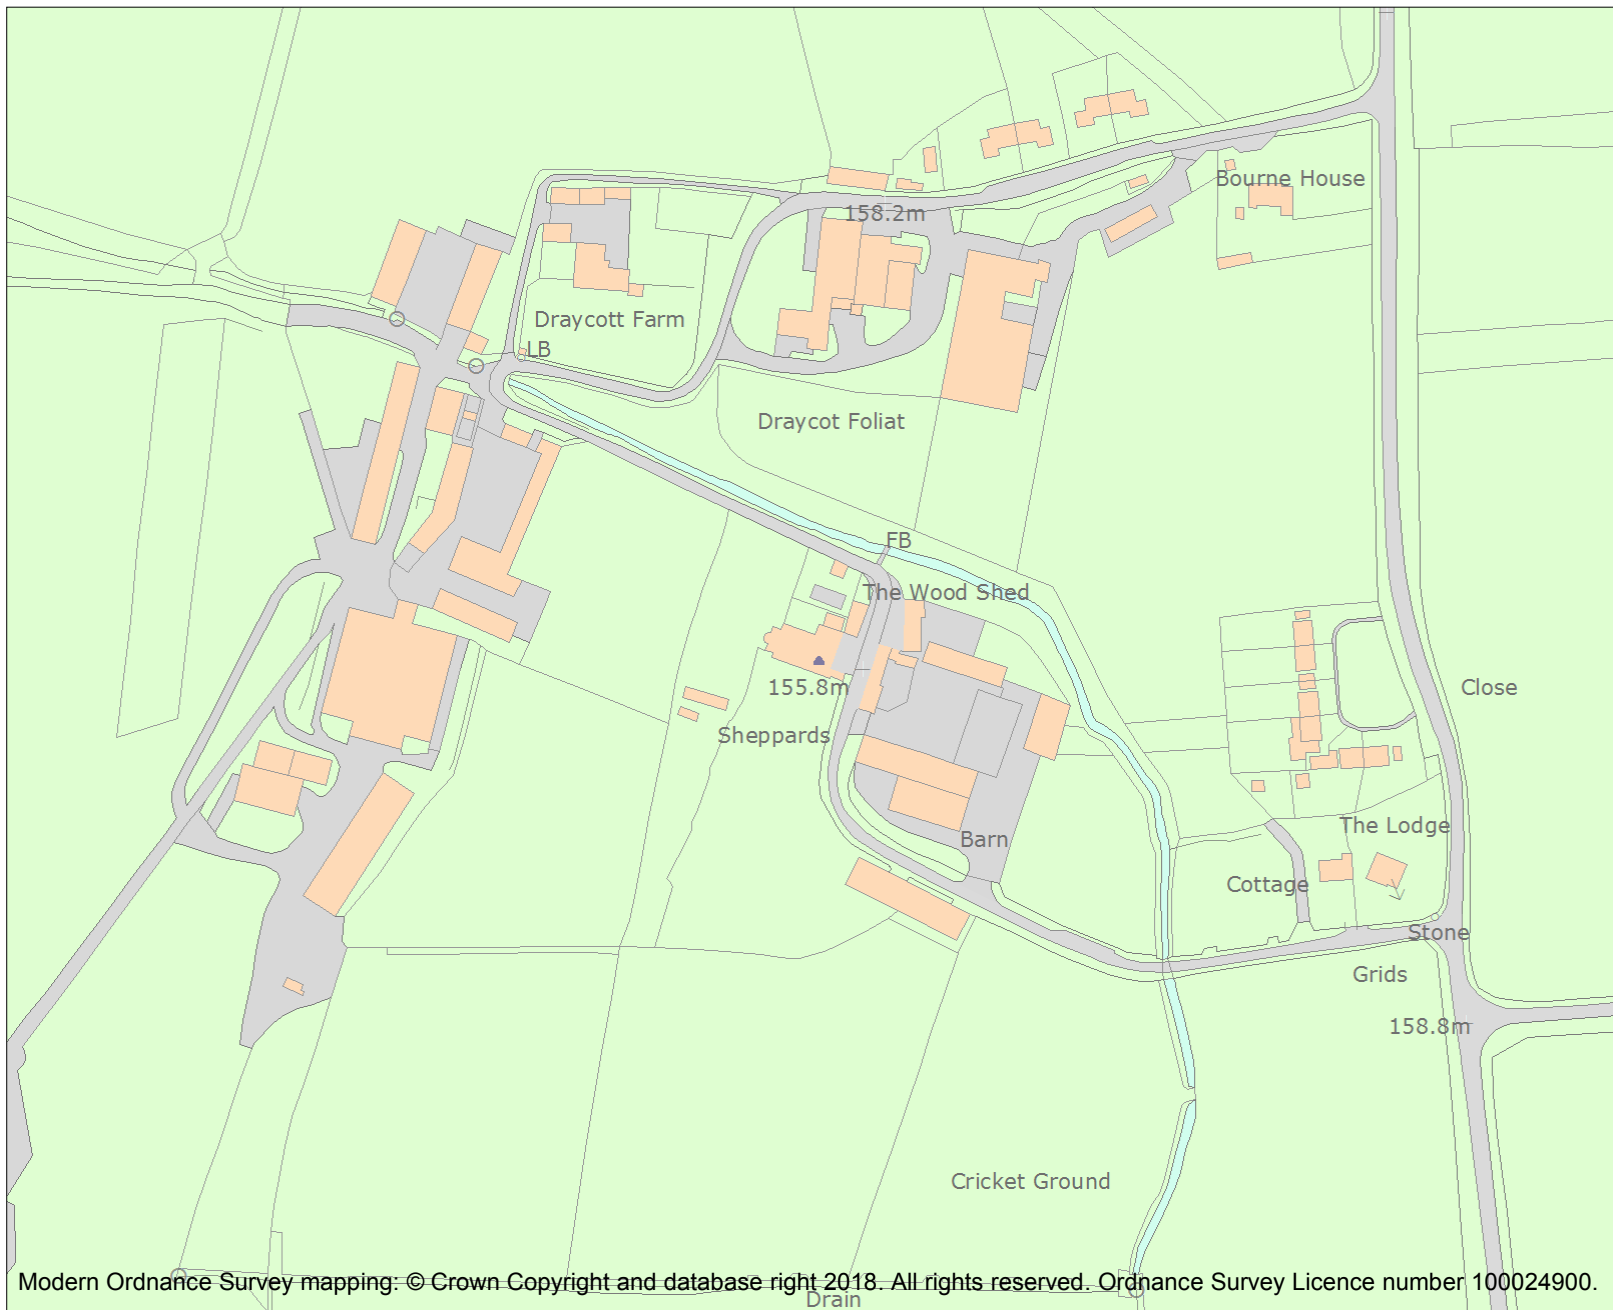 Bourne House
158.2m
Draycott Farm
LB
Draycot Foliat
FB
The Wood Shed
155.8m
Close
Sheppards
The Lodge
Barn
Cottage
Stone
Grids
158.8m
Cricket Ground
Modern Ordnance Survey mapping: © Crown Copyright and database right 2018. All rights reserved. Ordnance Survey Licence number 100024900.
Drain